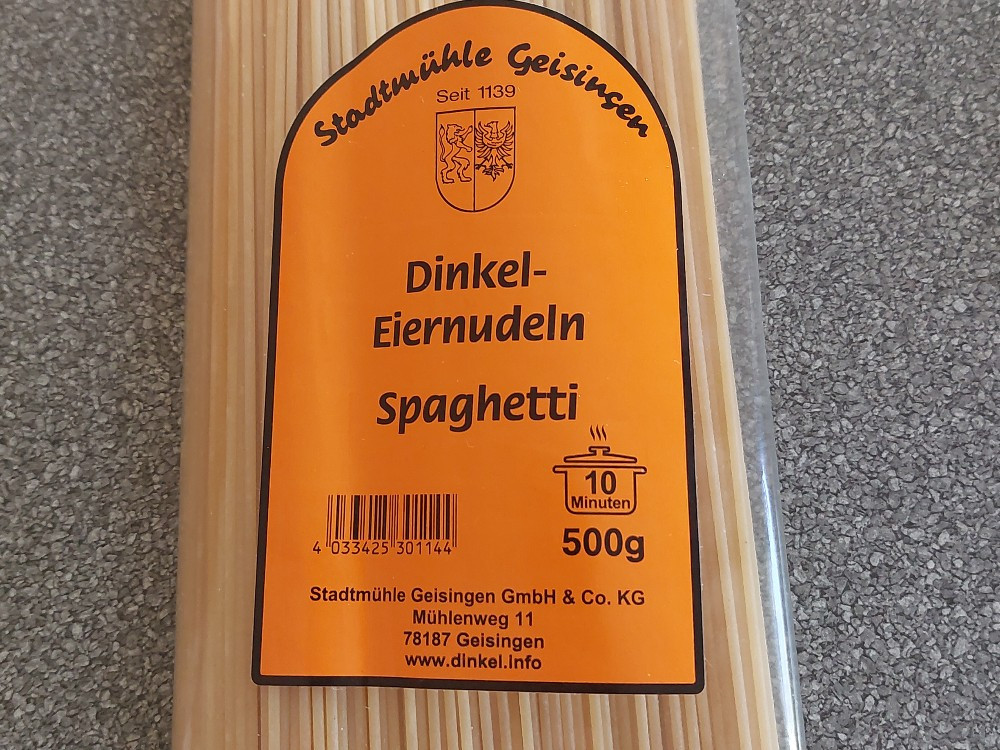 Stadtmühle Geisingen
Seit 1139
Dinkel-
Eiernudeln
Spaghetti
10
Minuten
4 033425 301144
500g
Stadtmühle Geisingen GmbH & Co. KG
Mühlenweg 11
78187 Geisingen
www.dinkel.info